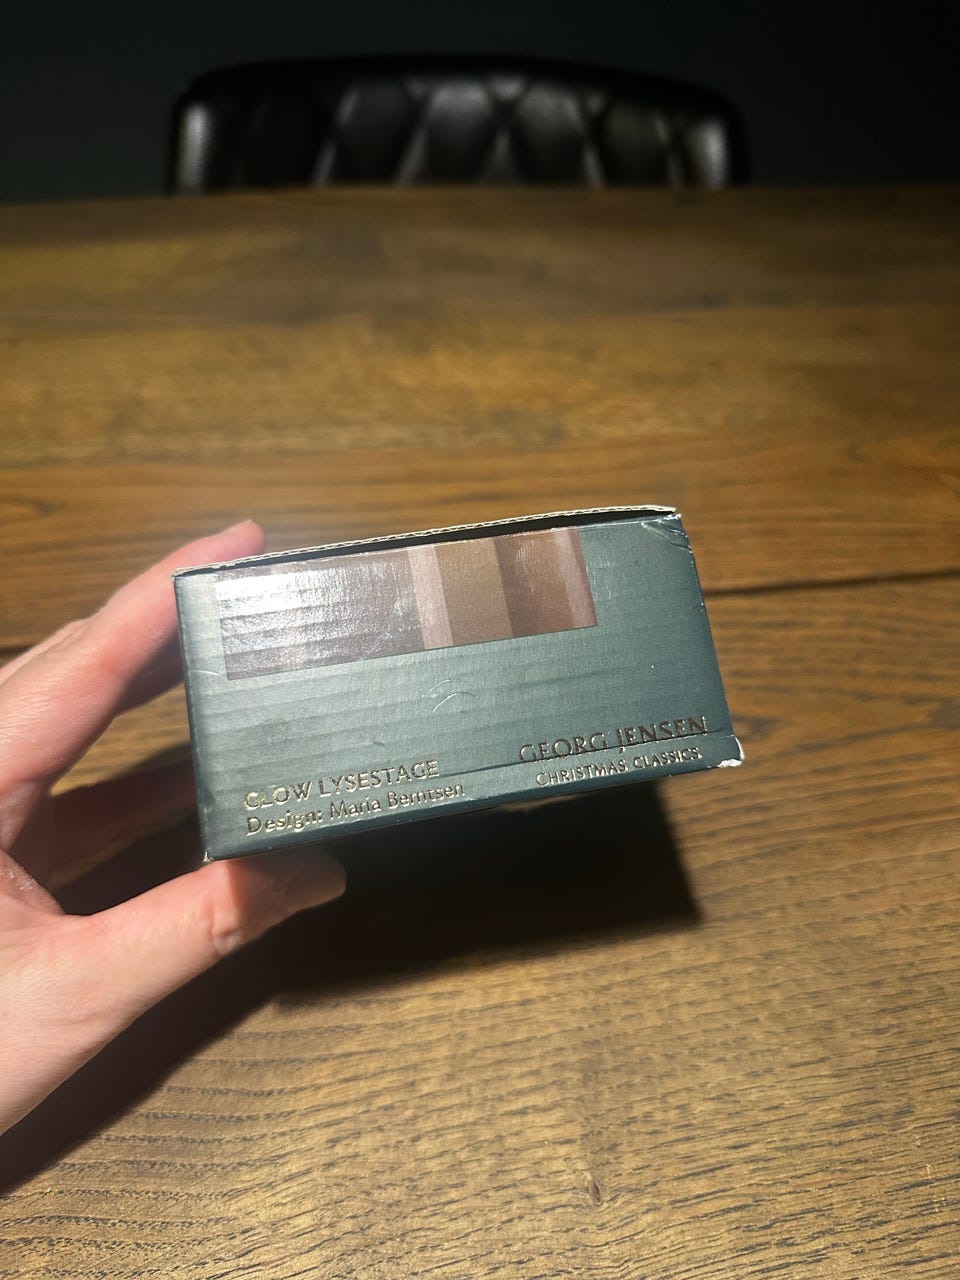 GLOW LYSESTAGE
Design: Maria Berntsen
GEORG JENSEN
CHRISTMAS CLASSICS